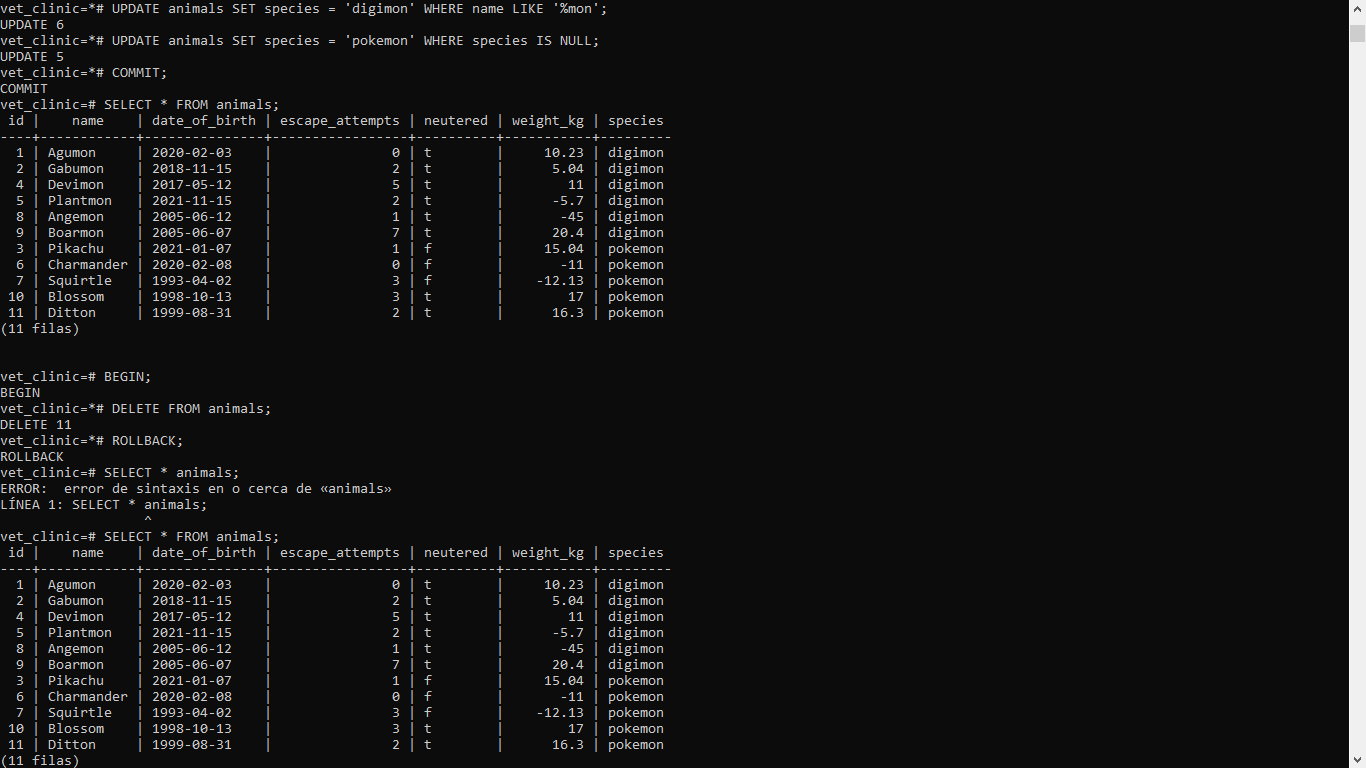 vet_clinic=*# UPDATE animals SET species = 'digimon' WHERE name LIKE '%mon';
UPDATE 6
vet_clinic=*# UPDATE animals SET species = 'pokemon' WHERE species IS NULL;
UPDATE 5
vet_clinic=*# COMMIT;
COMMIT
vet_clinic=# SELECT * FROM animals;
 id |    name    | date_of_birth | escape_attempts | neutered | weight_kg | species
----+------------+---------------+-----------------+----------+-----------+---------
  1 | Agumon     | 2020-02-03    |               0 | t        |     10.23 | digimon
  2 | Gabumon    | 2018-11-15    |               2 | t        |      5.04 | digimon
  4 | Devimon    | 2017-05-12    |               5 | t        |        11 | digimon
  5 | Plantmon   | 2021-11-15    |               2 | t        |      -5.7 | digimon
  8 | Angemon    | 2005-06-12    |               1 | t        |       -45 | digimon
  9 | Boarmon    | 2005-06-07    |               7 | t        |      20.4 | digimon
  3 | Pikachu    | 2021-01-07    |               1 | f        |     15.04 | pokemon
  6 | Charmander | 2020-02-08    |               0 | f        |       -11 | pokemon
  7 | Squirtle   | 1993-04-02    |               3 | f        |    -12.13 | pokemon
 10 | Blossom    | 1998-10-13    |               3 | t        |        17 | pokemon
 11 | Ditton     | 1999-08-31    |               2 | t        |      16.3 | pokemon
(11 filas)
vet_clinic=# BEGIN;
BEGIN
vet_clinic=*# DELETE FROM animals;
DELETE 11
vet_clinic=*# ROLLBACK;
ROLLBACK
vet_clinic=# SELECT * animals;
ERROR:  error de sintaxis en o cerca de «animals»
LÍNEA 1: SELECT * animals;
                  ^
vet_clinic=# SELECT * FROM animals;
 id |    name    | date_of_birth | escape_attempts | neutered | weight_kg | species
----+------------+---------------+-----------------+----------+-----------+---------
  1 | Agumon     | 2020-02-03    |               0 | t        |     10.23 | digimon
  2 | Gabumon    | 2018-11-15    |               2 | t        |      5.04 | digimon
  4 | Devimon    | 2017-05-12    |               5 | t        |        11 | digimon
  5 | Plantmon   | 2021-11-15    |               2 | t        |      -5.7 | digimon
  8 | Angemon    | 2005-06-12    |               1 | t        |       -45 | digimon
  9 | Boarmon    | 2005-06-07    |               7 | t        |      20.4 | digimon
  3 | Pikachu    | 2021-01-07    |               1 | f        |     15.04 | pokemon
  6 | Charmander | 2020-02-08    |               0 | f        |       -11 | pokemon
  7 | Squirtle   | 1993-04-02    |               3 | f        |    -12.13 | pokemon
 10 | Blossom    | 1998-10-13    |               3 | t        |        17 | pokemon
 11 | Ditton     | 1999-08-31    |               2 | t        |      16.3 | pokemon
(11 filas)